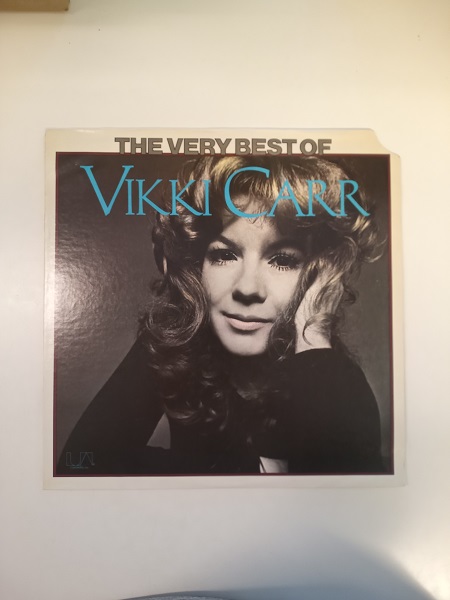 THE VERY BEST OF
VIKKI CARR